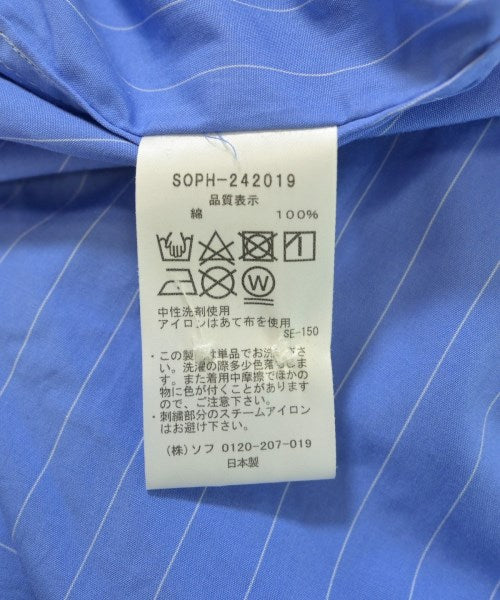 SOPH-242019
品質表示
綿 100%
W
中性洗剤使用
アイロンはあて布を使用
SE-150
・この製 は単品でお洗 さ
い。洗濯の際多少色落 しま
す。また着用中摩擦でほかの
物に色が付くことがあります
ので、ご注意下さい。
・刺繍部分のスチームアイロン
はお避け下さい。
(株)ソフ 0120-207-019
日本製